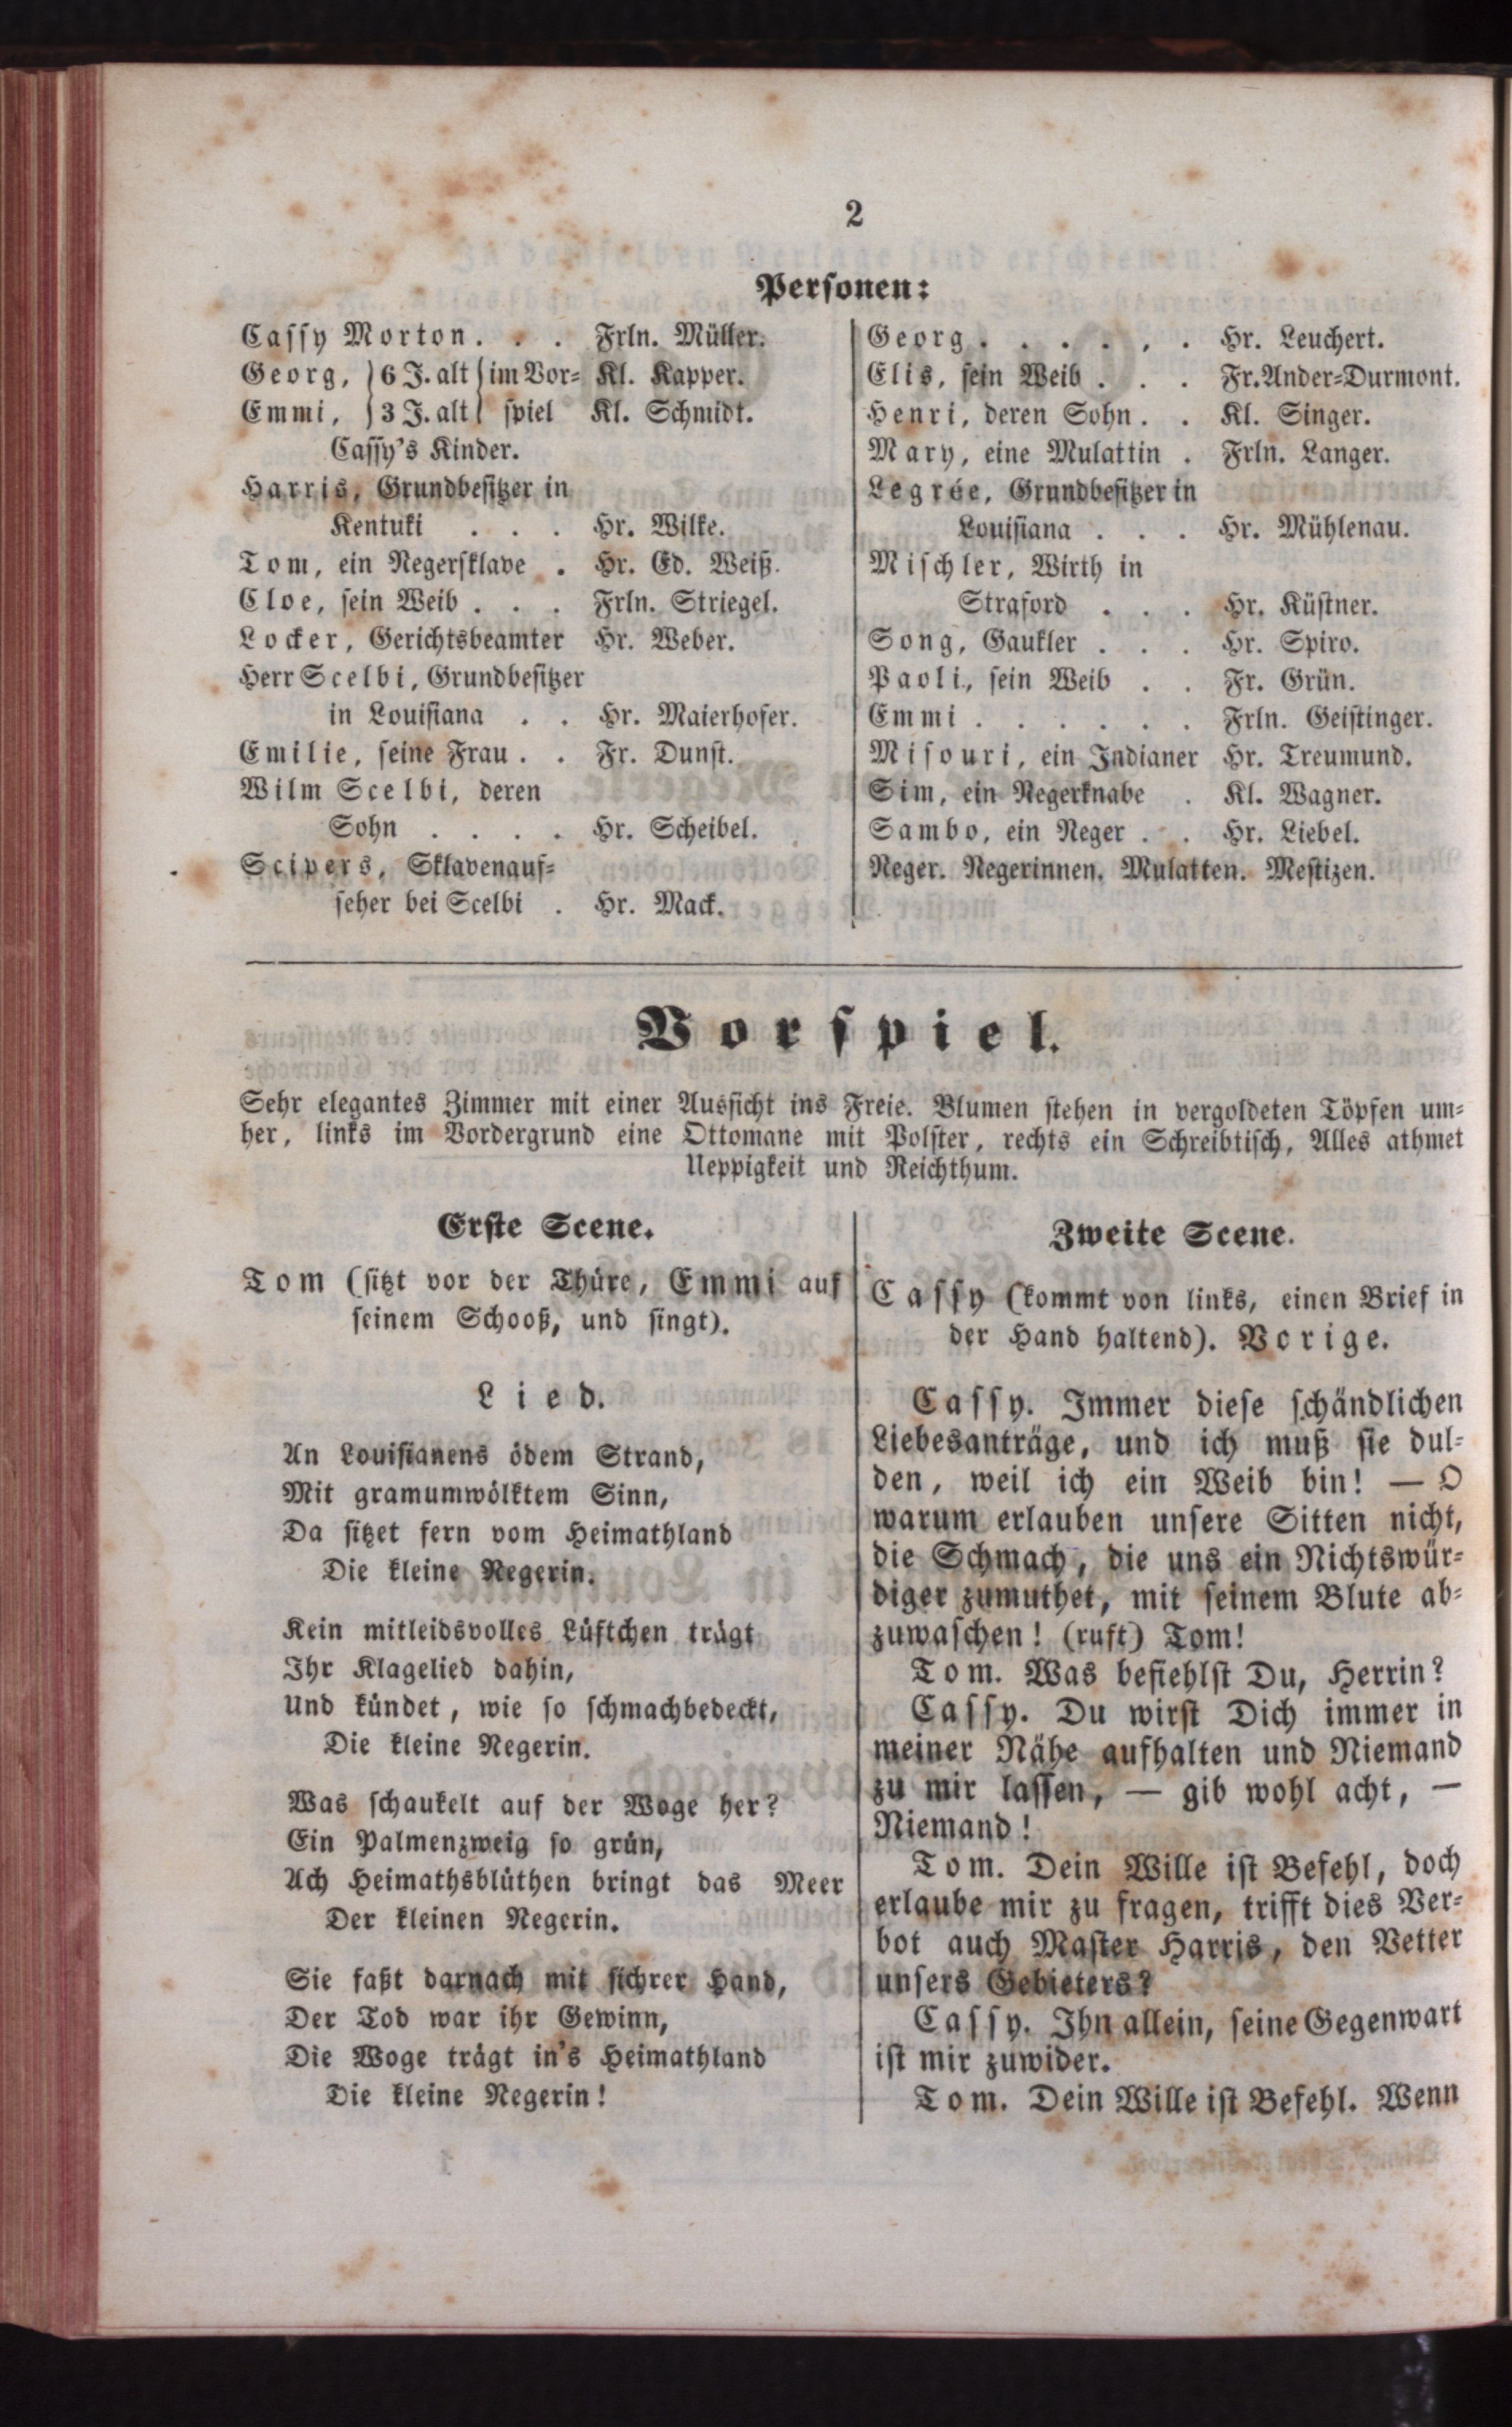 2
Personen:
Cassy Morton. . . Frln. Müller.
Georg, } 6 J. alt { im Vor- Kl. Kapper.
Emmi, } 3 J. alt { spiel Kl. Schmidt.
Cassy's Kinder.
Harris, Grundbesitzer in
Kentuki . . . Hr. Wilke.
Tom, ein Negersklave . Hr. Ed. Weiß.
Cloe, sein Weib . . . Frln. Striegel.
Locker, Gerichtsbeamter Hr. Weber.
Herr Scelbi, Grundbesitzer
in Louisiana . . Hr. Maierhofer.
Emilie, seine Frau . . Fr. Dunst.
Wilm Scelbi, deren
Sohn . . . . Hr. Scheibel.
Scipers, Sklavenauf-
seher bei Scelbi . Hr. Mack.
Georg . . . . . . Hr. Leuchert.
Elis, sein Weib . . . Fr. Ander-Durmont.
Henri, deren Sohn . . Kl. Singer.
Mary, eine Mulattin . Frln. Langer.
Legrée, Grundbesitzer in
Louisiana . . . Hr. Mühlenau.
Mischler, Wirth in
Straford . . . Hr. Küstner.
Song, Gaukler . . . Hr. Spiro.
Paoli, sein Weib . . Fr. Grün.
Emmi . . . . . . Frln. Geistinger.
Misouri, ein Indianer Hr. Treumund.
Sim, ein Negerknabe . Kl. Wagner.
Sambo, ein Neger . . Hr. Liebel.
Neger. Negerinnen. Mulatten. Mestizen.
Vorspiel.
Sehr elegantes Zimmer mit einer Aussicht ins Freie. Blumen stehen in vergoldeten Töpfen um-
her, links im Vordergrund eine Ottomane mit Polster, rechts ein Schreibtisch, Alles athmet
Ueppigkeit und Reichthum.
Erste Scene.
Tom (sitzt vor der Thüre, Emmi auf
seinem Schooß, und singt).
Lied.
An Louisianens ödem Strand,
Mit gramumwölktem Sinn,
Da sitzet fern vom Heimathland
Die kleine Negerin.
Kein mitleidsvolles Lüftchen trägt
Ihr Klagelied dahin,
Und kündet, wie so schmachbedeckt,
Die kleine Negerin.
Was schaukelt auf der Woge her?
Ein Palmenzweig so grün,
Ach Heimathsblüthen bringt das Meer
Der kleinen Negerin.
Sie faßt darnach mit sichrer Hand,
Der Tod war ihr Gewinn,
Die Woge trägt in's Heimathland
Die kleine Negerin!
Zweite Scene.
Cassy (kommt von links, einen Brief in
der Hand haltend). Vorige.
Cassy. Immer diese schändlichen
Liebesanträge, und ich muß sie dul-
den, weil ich ein Weib bin! — O
warum erlauben unsere Sitten nicht,
die Schmach, die uns ein Nichtswür-
diger zumuthet, mit seinem Blute ab-
zuwaschen! (ruft) Tom!
Tom. Was befiehlst Du, Herrin?
Cassy. Du wirst Dich immer in
meiner Nähe aufhalten und Niemand
zu mir lassen, — gib wohl acht, —
Niemand!
Tom. Dein Wille ist Befehl, doch
erlaube mir zu fragen, trifft dies Ver-
bot auch Master Harris, den Vetter
unsers Gebieters?
Cassy. Ihn allein, seine Gegenwart
ist mir zuwider.
Tom. Dein Wille ist Befehl. Wenn